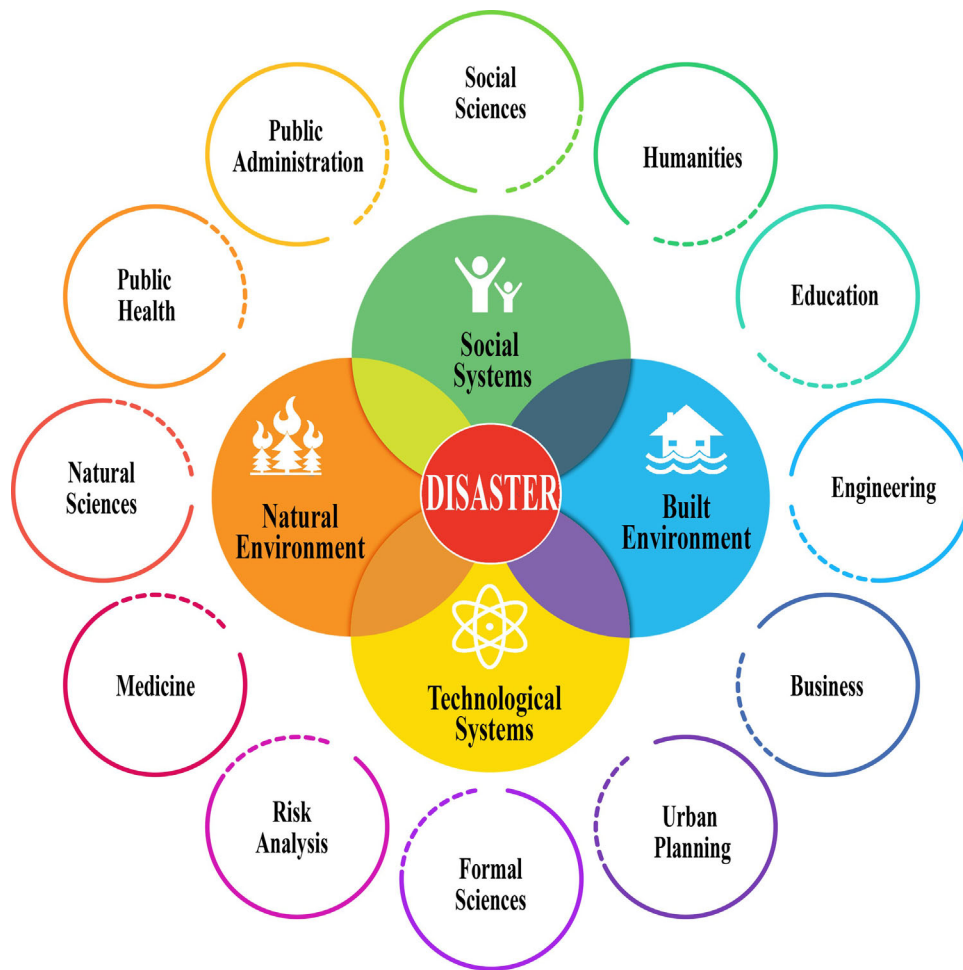 Social
Sciences
Public
Administration
Humanities
Public
Health
Education
Social
Systems
Natural
Sciences
Natural
Environment
DISASTER
Built
Environment
Engineering
Medicine
Technological
Systems
Business
Risk
Analysis
Urban
Planning
Formal
Sciences